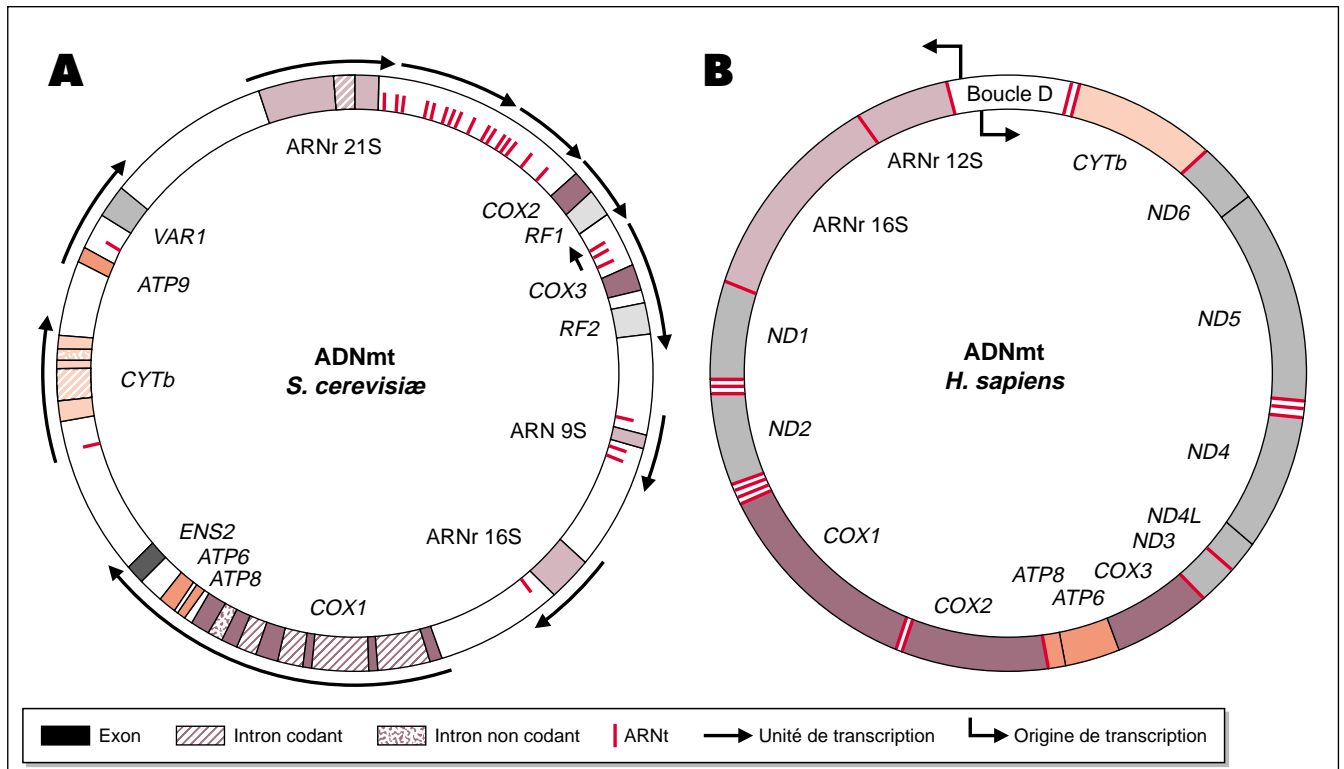 A
ARNr 21S
COX2
RF1
COX3
RF2
ARN 9S
ARNr 16S
COX1
ATP8
ATP6
ENS2
CYTb
ATP9
VAR1
ADNmt
S. cerevisiæ
B
Boucle D
CYTb
ND6
ND5
ND4
ND4L
ND3
COX3
ATP6
ATP8
COX2
COX1
ND2
ND1
ARNr 16S
ARNr 12S
ADNmt
H. sapiens
Exon
Intron codant
Intron non codant
ARNt
Unité de transcription
Origine de transcription